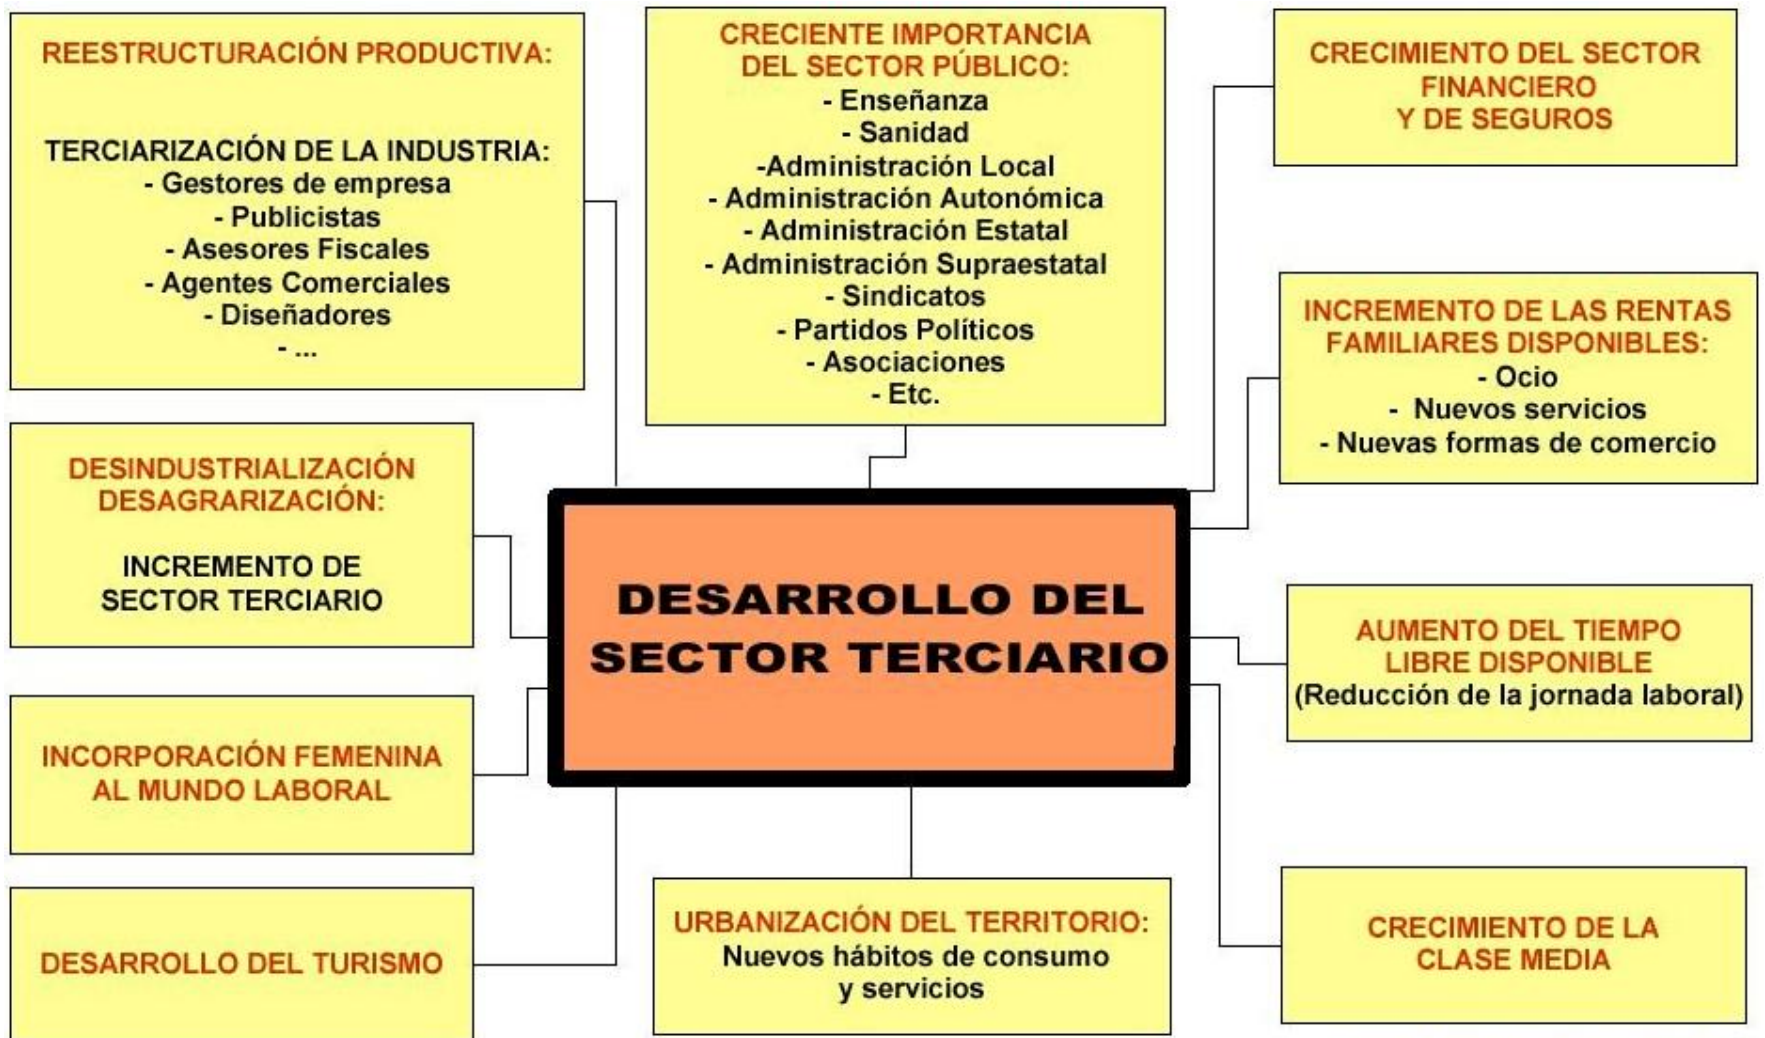 REESTRUCTURACIÓN PRODUCTIVA:
TERCIARIZACIÓN DE LA INDUSTRIA:
- Gestores de empresa
- Publicistas
- Asesores Fiscales
- Agentes Comerciales
- Diseñadores
- ...
CRECIENTE IMPORTANCIA
DEL SECTOR PÚBLICO:
- Enseñanza
- Sanidad
-Administración Local
- Administración Autonómica
- Administración Estatal
- Administración Supraestatal
- Sindicatos
- Partidos Políticos
- Asociaciones
- Etc.
CRECIMIENTO DEL SECTOR
FINANCIERO
Y DE SEGUROS
INCREMENTO DE LAS RENTAS
FAMILIARES DISPONIBLES:
- Ocio
- Nuevos servicios
- Nuevas formas de comercio
DESINDUSTRIALIZACIÓN
DESAGRARIZACIÓN:
INCREMENTO DE
SECTOR TERCIARIO
DESARROLLO DEL
SECTOR TERCIARIO
AUMENTO DEL TIEMPO
LIBRE DISPONIBLE
(Reducción de la jornada laboral)
INCORPORACIÓN FEMENINA
AL MUNDO LABORAL
DESARROLLO DEL TURISMO
URBANIZACIÓN DEL TERRITORIO:
Nuevos hábitos de consumo
y servicios
CRECIMIENTO DE LA
CLASE MEDIA